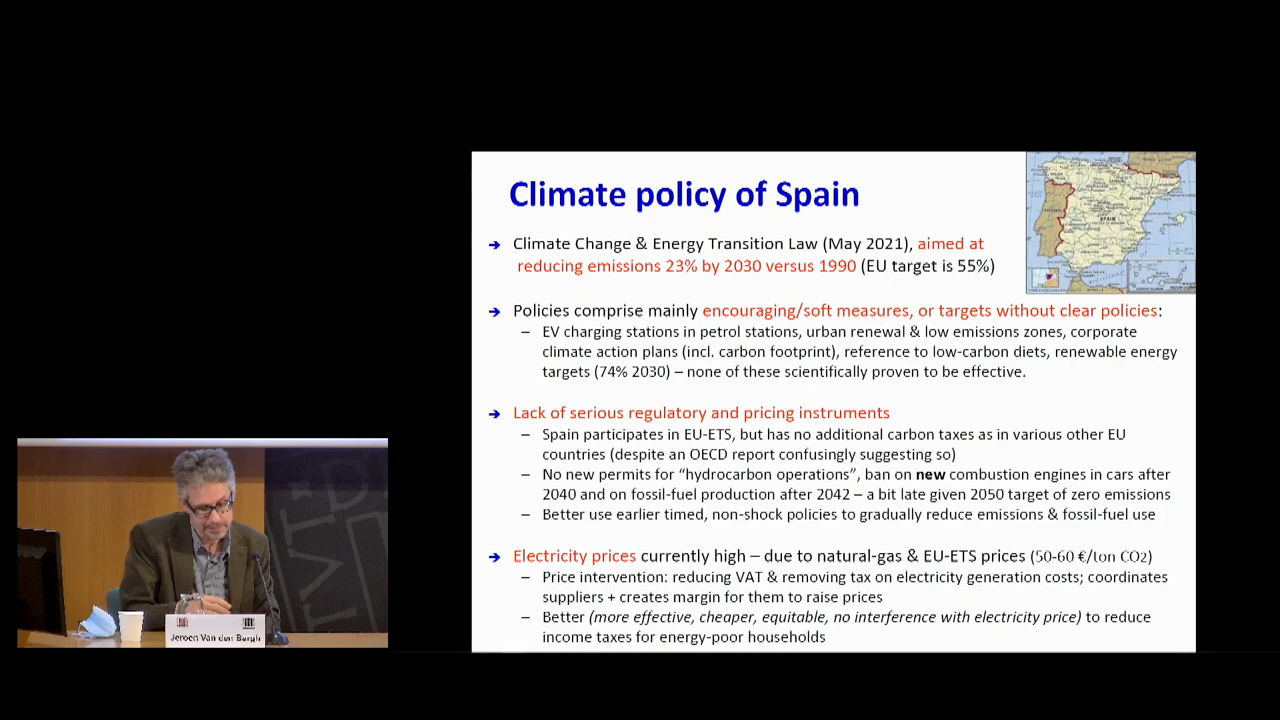 Climate policy of Spain
SPAIN
➔ Climate Change & Energy Transition Law (May 2021), aimed at
reducing emissions 23% by 2030 versus 1990 (EU target is 55%)
➔ Policies comprise mainly encouraging/soft measures, or targets without clear policies:
– EV charging stations in petrol stations, urban renewal & low emissions zones, corporate
climate action plans (incl. carbon footprint), reference to low-carbon diets, renewable energy
targets (74% 2030) – none of these scientifically proven to be effective.
➔ Lack of serious regulatory and pricing instruments
– Spain participates in EU-ETS, but has no additional carbon taxes as in various other EU
countries (despite an OECD report confusingly suggesting so)
– No new permits for “hydrocarbon operations”, ban on new combustion engines in cars after
2040 and on fossil-fuel production after 2042 – a bit late given 2050 target of zero emissions
– Better use earlier timed, non-shock policies to gradually reduce emissions & fossil-fuel use
➔ Electricity prices currently high – due to natural-gas & EU-ETS prices (50-60 €/ton CO2)
– Price intervention: reducing VAT & removing tax on electricity generation costs; coordinates
suppliers + creates margin for them to raise prices
– Better (more effective, cheaper, equitable, no interference with electricity price) to reduce
income taxes for energy-poor households
Jeroen Van den Bergh